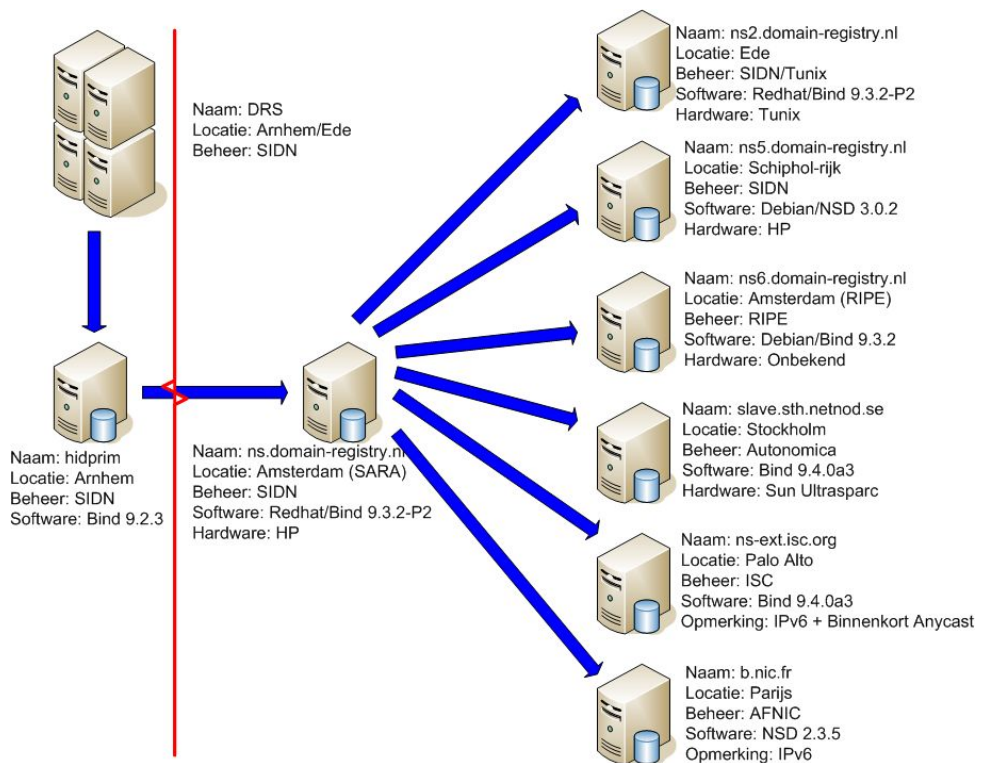 Naam: DRS
Locatie: Arnhem/Ede
Beheer: SIDN
Naam: hidprim
Locatie: Arnhem
Beheer: SIDN
Software: Bind 9.2.3
Naam: ns.domain-registry.nl
Locatie: Amsterdam (SARA)
Beheer: SIDN
Software: Redhat/Bind 9.3.2-P2
Hardware: HP
Naam: ns2.domain-registry.nl
Locatie: Ede
Beheer: SIDN/Tunix
Software: Redhat/Bind 9.3.2-P2
Hardware: Tunix
Naam: ns5.domain-registry.nl
Locatie: Schiphol-rijk
Beheer: SIDN
Software: Debian/NSD 3.0.2
Hardware: HP
Naam: ns6.domain-registry.nl
Locatie: Amsterdam (RIPE)
Beheer: RIPE
Software: Debian/Bind 9.3.2
Hardware: Onbekend
Naam: slave.sth.netnod.se
Locatie: Stockholm
Beheer: Autonomica
Software: Bind 9.4.0a3
Hardware: Sun Ultrasparc
Naam: ns-ext.isc.org
Locatie: Palo Alto
Beheer: ISC
Software: Bind 9.4.0a3
Opmerking: IPv6 + Binnenkort Anycast
Naam: b.nic.fr
Locatie: Parijs
Beheer: AFNIC
Software: NSD 2.3.5
Opmerking: IPv6